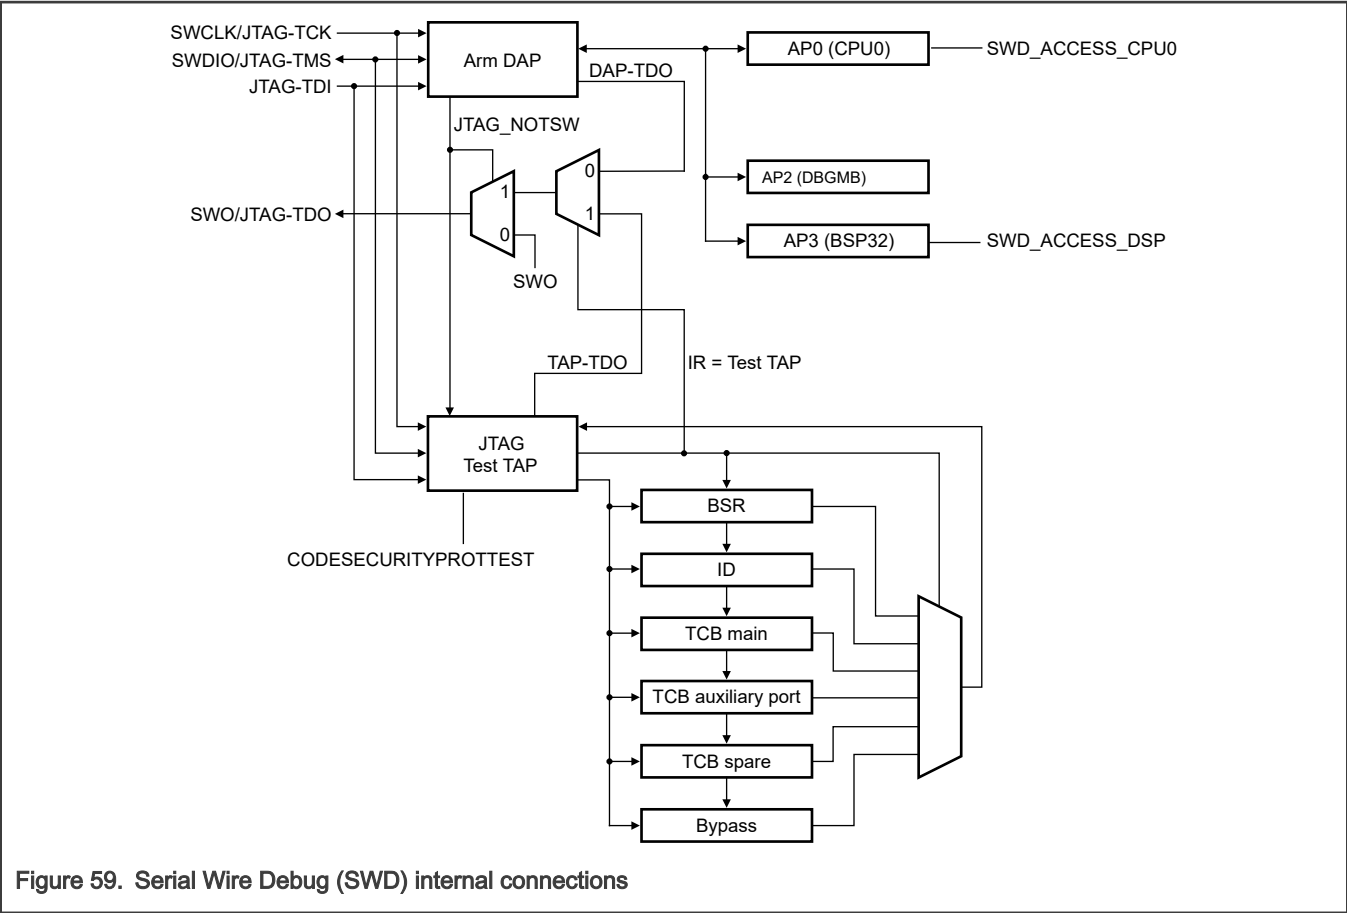 SWCLK/JTAG-TCK
SWDIO/JTAG-TMS
JTAG-TDI
Arm DAP
DAP-TDO
AP0 (CPU0)
SWD_ACCESS_CPU0
JTAG_NOTSW
0
1
1
0
SWO/JTAG-TDO
SWO
AP2 (DBGMB)
AP3 (BSP32)
SWD_ACCESS_DSP
TAP-TDO
IR = Test TAP
JTAG
Test TAP
CODESECURITYPROTTEST
BSR
ID
TCB main
TCB auxiliary port
TCB spare
Bypass
Figure 59. Serial Wire Debug (SWD) internal connections